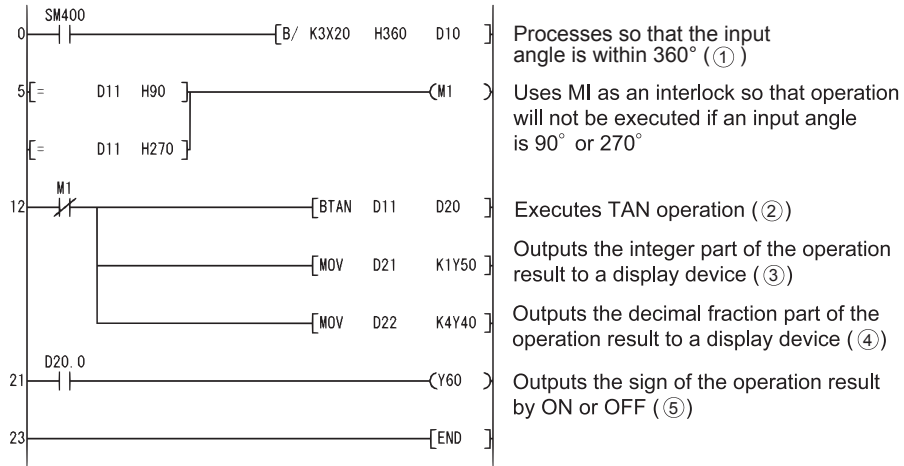 SM400
0 [B/ K3X20 H360 D10 ] Processes so that the input
angle is within 360° (①)
5 [= D11 H90 ] (M1 ) Uses MI as an interlock so that operation
will not be executed if an input angle
[= D11 H270 ] is 90° or 270°
M1
12 [BTAN D11 D20 ] Executes TAN operation (②)
[MOV D21 K1Y50 ] Outputs the integer part of the operation
result to a display device (③)
[MOV D22 K4Y40 ] Outputs the decimal fraction part of the
operation result to a display device (④)
D20.0
21 (Y60 ) Outputs the sign of the operation result
by ON or OFF (⑤)
23 [END ]